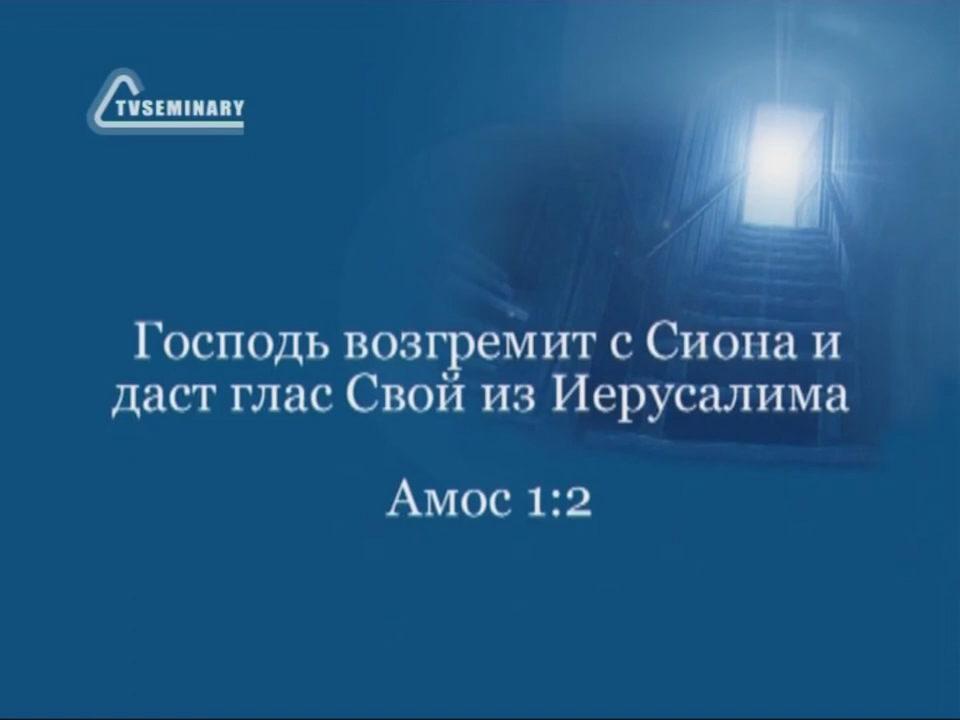 TVSEMINARY
Господь возгремит с Сиона и
даст глас Свой из Иерусалима
Амос 1:2